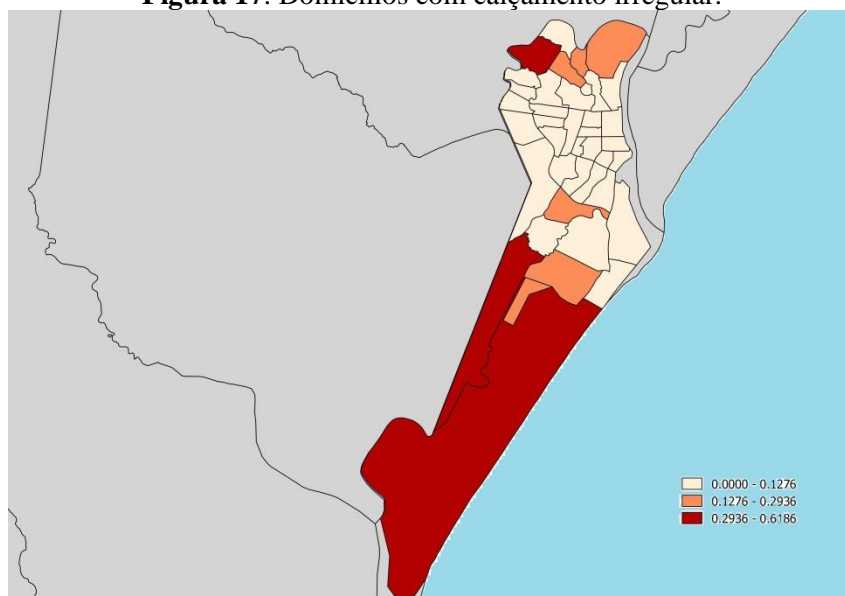 Figura 17. Domicílios com calçamento irregular.
0.0000 - 0.1276
0.1276 - 0.2936
0.2936 - 0.6186